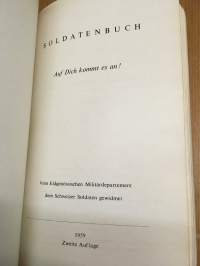 SOLDATENBUCH
Auf Dich kommt es an!
Vom Eidgenössischen Militärdepartement
dem Schweizer Soldaten gewidmet
1959
Zweite Auflage